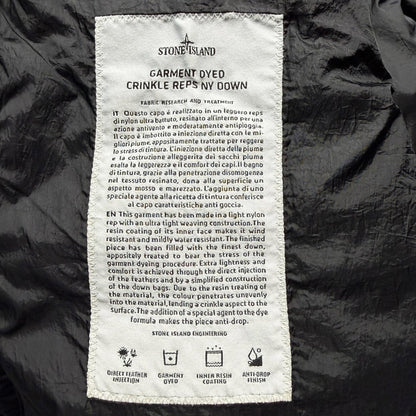 STONE ISLAND
GARMENT DYED
CRINKLE REPS NY DOWN
FABRIC RESEARCH AND TREATMENT
IT Questo capo è realizzato in un leggero reps
di nylon ultra battuto, resinato all'interno per una
azione antivento e moderatamente antipioggia.
Il capo è imbottito a iniezione diretta con le mi-
gliori piume, appositamente trattate per reggere
lo stress di tintura. L'iniezione diretta delle piume
e la costruzione alleggerita dei sacchi piuma
esalta la leggerezza e il comfort dei capi. Il bagno
di tintura, grazie alla penetrazione disomogenea
nel tessuto resinato, dona alla superficie un
aspetto mosso e marezzato. L'aggiunta di uno
speciale agente alla ricetta di tintura conferisce
al capo caratteristiche anti goccia.
EN This garment has been made in a light nylon
rep with an ultra tight weaving construction. The
resin coating of its inner face makes it wind
resistant and mildly water resistant. The finished
piece has been filled with the finest down,
appositely treated to bear the stress of the
garment dyeing procedure. Extra lightness and
comfort is achieved through the direct injection
of the feathers and by a simplified construction
of the down bags. Due to the resin treating of
the material, the colour penetrates unevenly
into the material, lending a crinkle aspect to the
surface. The addition of a special agent to the dye
formula makes the piece anti-drop.
STONE ISLAND ENGINEERING
DIRECT FEATHER
INJECTION
GARMENT
DYED
INNER RESIN
COATING
ANTI-DROP
FINISH